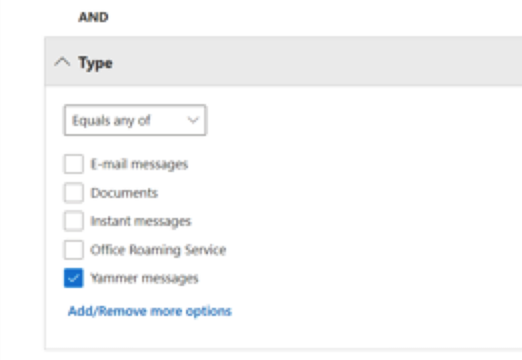 AND
Type
Equals any of
E-mail messages
Documents
Instant messages
Office Roaming Service
Yammer messages
Add/Remove more options